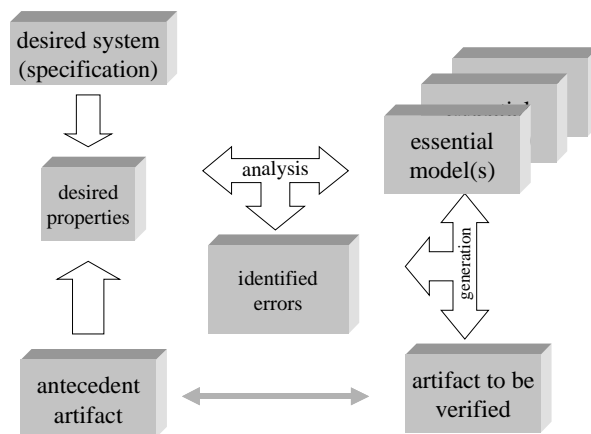 desired system
(specification)
essential
model(s)
analysis
desired
properties
identified
errors
generation
antecedent
artifact
artifact to be
verified